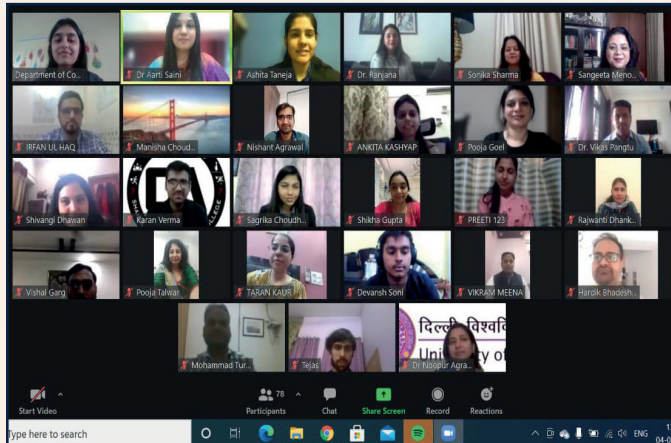 Department of Co...
Dr Aarti Saini
Ashita Taneja
Dr. Ranjana
Sonika Sharma
Sangeeta Meno...
IRFAN UL HAQ
Manisha Choud...
Nishant Agrawal
ANKITA KASHYAP
Pooja Goel
Dr. Vikas Pangtu
Shivangi Dhawan
Karan Verma
Sagrika Choudh...
Shikha Gupta
PREETI 123
Rajwanti Dhank...
Vishal Garg
Pooja Talwar
TARAN KAUR
Devansh Soni
VIKRAM MEENA
Hardik Bhadesh...
दिल्ली विश्ववि
Mohammad Tur...
Tejas
Dr Noopur Agra...
Start Video
78
Participants
Chat
Share Screen
Record
Reactions
Type here to search
ENG